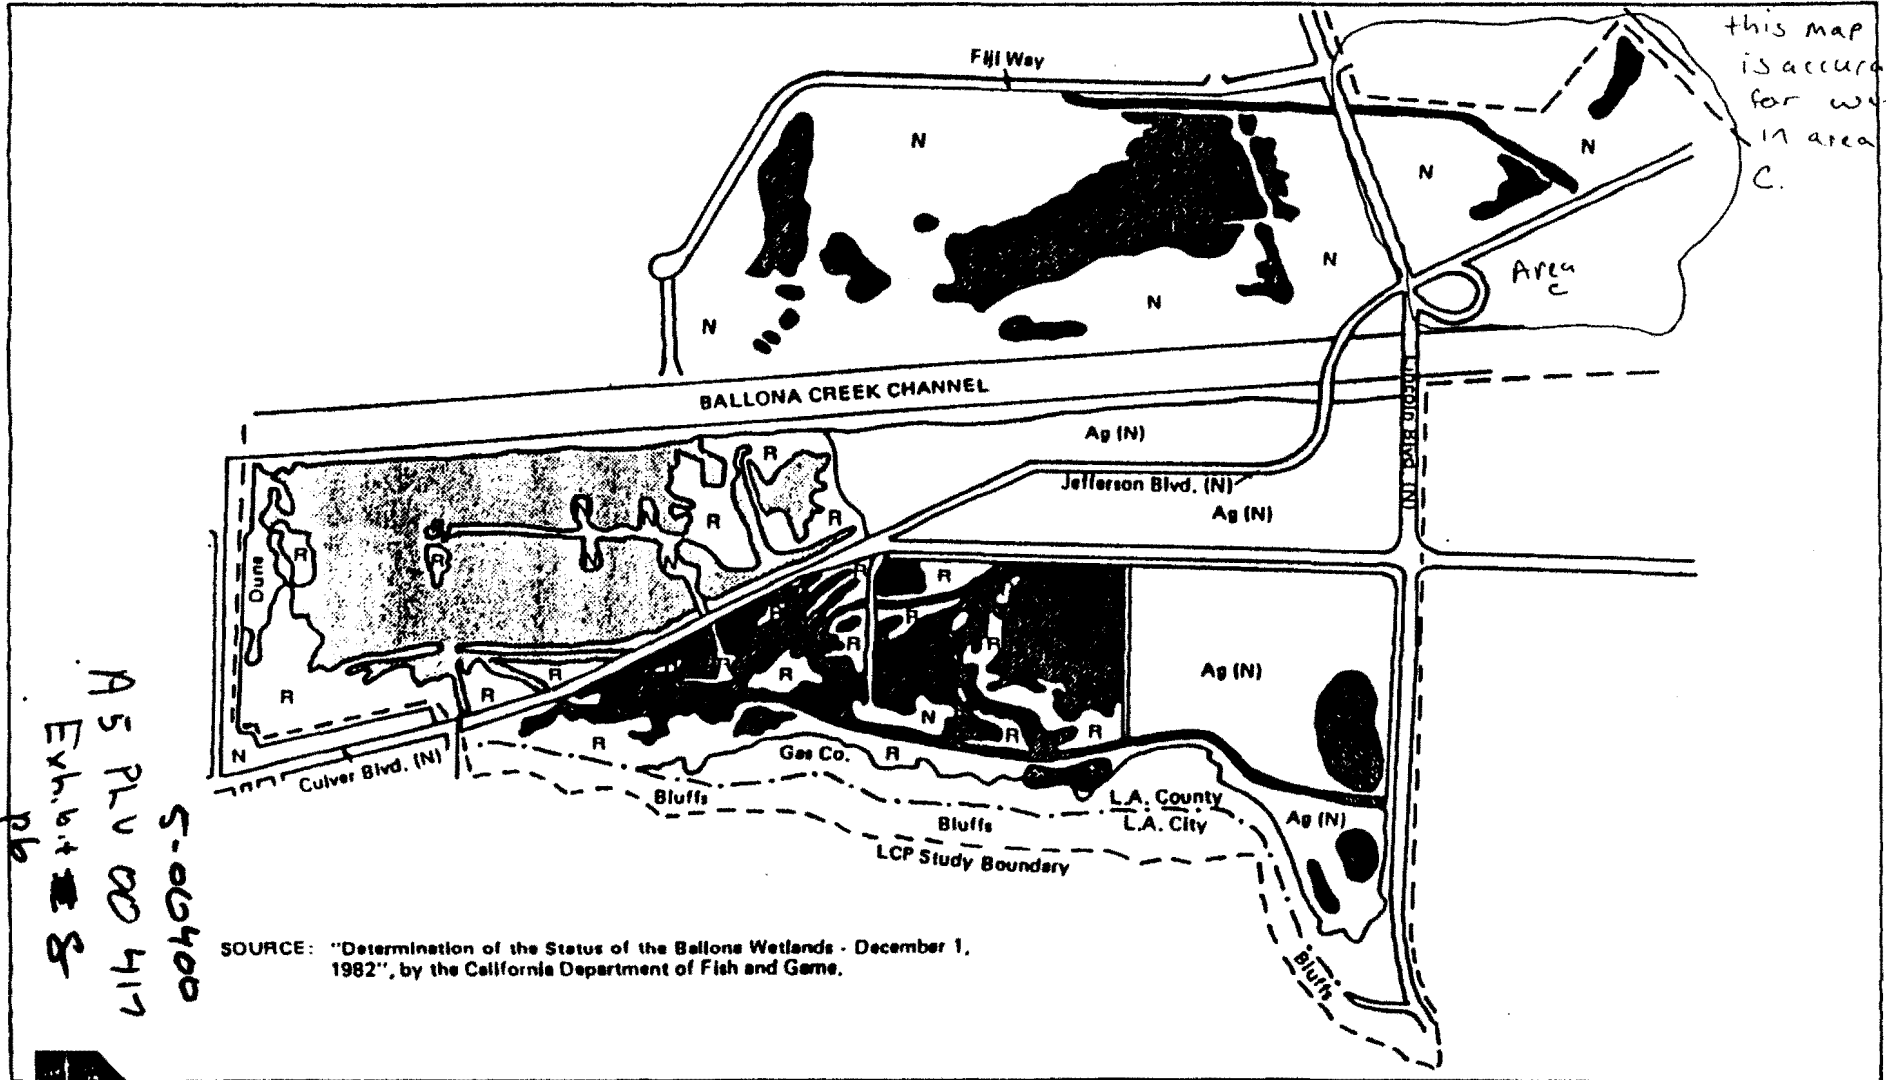 this map
is accura
for w
in area
C.
Fiji Way
N
N
N
N
N
Area
C
N
N
BALLONA CREEK CHANNEL
Ag (N)
R
Jefferson Blvd. (N)
Lincoln Blvd. (N)
R
R
Ag (N)
N
N
R
R
N
N
Dune
R
R
R
R
R
R
R
R
Ag (N)
R
R
R
N
R
R
R
Gas Co.
R
N
Culver Blvd. (N)
Bluffs
L.A. County
L.A. City
Ag (N)
Bluffs
LCP Study Boundary
Bluffs
SOURCE: "Determination of the Status of the Ballona Wetlands - December 1,
1982", by the California Department of Fish and Game.
5-00400
A5 PLV 00 417
Exhibit 8
p6